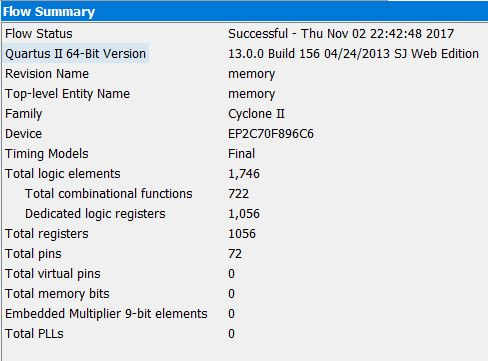 Flow Summary
Flow Status Successful - Thu Nov 02 22:42:48 2017
Quartus II 64-Bit Version 13.0.0 Build 156 04/24/2013 SJ Web Edition
Revision Name memory
Top-level Entity Name memory
Family Cyclone II
Device EP2C70F896C6
Timing Models Final
Total logic elements 1,746
Total combinational functions 722
Dedicated logic registers 1,056
Total registers 1056
Total pins 72
Total virtual pins 0
Total memory bits 0
Embedded Multiplier 9-bit elements 0
Total PLLs 0